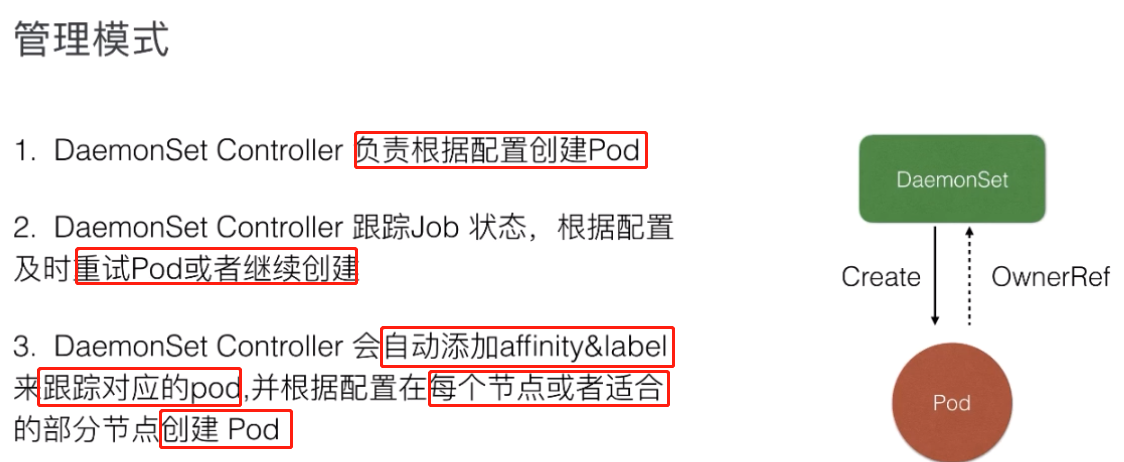 管理模式
1. DaemonSet Controller 负责根据配置创建Pod
2. DaemonSet Controller 跟踪Job 状态，根据配置
及时重试Pod或者继续创建
3. DaemonSet Controller 会自动添加affinity&label
来跟踪对应的pod,并根据配置在每个节点或者适合
的部分节点创建 Pod
DaemonSet
Create
OwnerRef
Pod